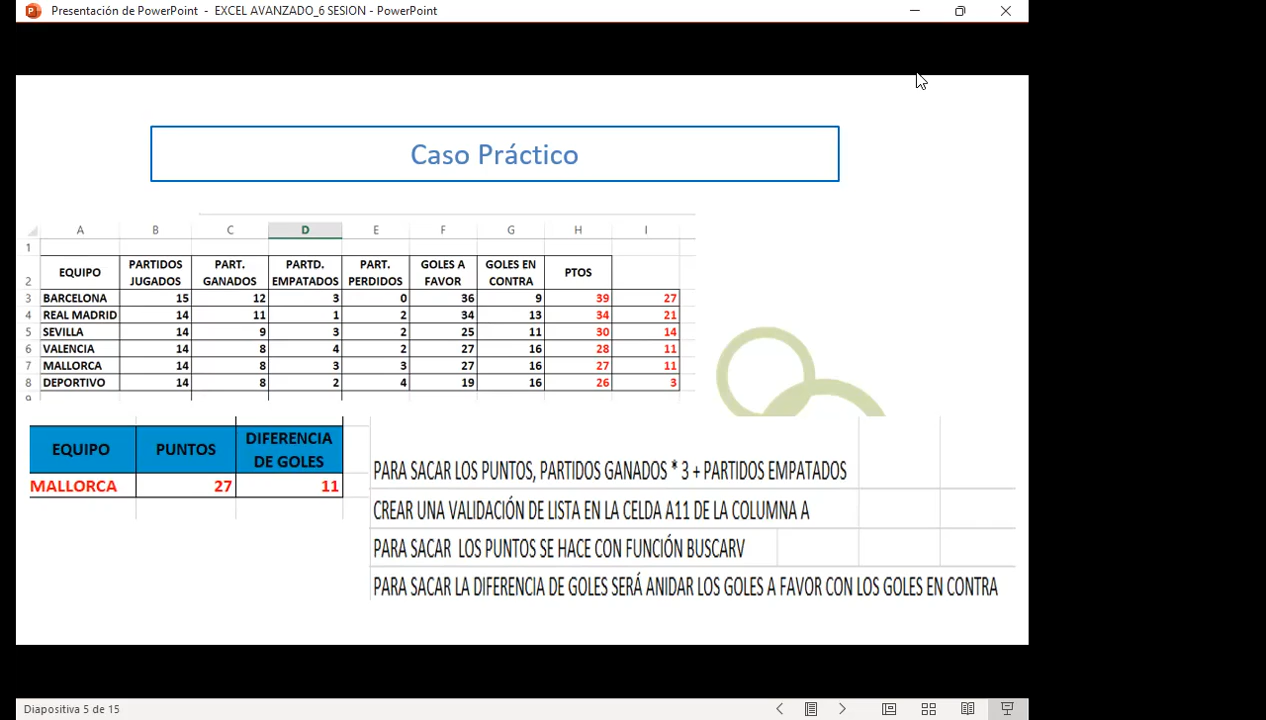 Presentación de PowerPoint - EXCEL AVANZADO_6 SESION - PowerPoint
Caso Práctico
A B C D E F G H I
1
2 EQUIPO PARTIDOS JUGADOS PART. GANADOS PARTD. EMPATADOS PART. PERDIDOS GOLES A FAVOR GOLES EN CONTRA PTOS
3 BARCELONA 15 12 3 0 36 9 39 27
4 REAL MADRID 14 11 1 2 34 13 34 21
5 SEVILLA 14 9 3 2 25 11 30 14
6 VALENCIA 14 8 4 2 27 16 28 11
7 MALLORCA 14 8 3 3 27 16 27 11
8 DEPORTIVO 14 8 2 4 19 16 26 3
9
EQUIPO PUNTOS DIFERENCIA DE GOLES
MALLORCA 27 11
PARA SACAR LOS PUNTOS, PARTIDOS GANADOS * 3 + PARTIDOS EMPATADOS
CREAR UNA VALIDACIÓN DE LISTA EN LA CELDA A11 DE LA COLUMNA A
PARA SACAR LOS PUNTOS SE HACE CON FUNCIÓN BUSCARV
PARA SACAR LA DIFERENCIA DE GOLES SERÁ ANIDAR LOS GOLES A FAVOR CON LOS GOLES EN CONTRA
Diapositiva 5 de 15